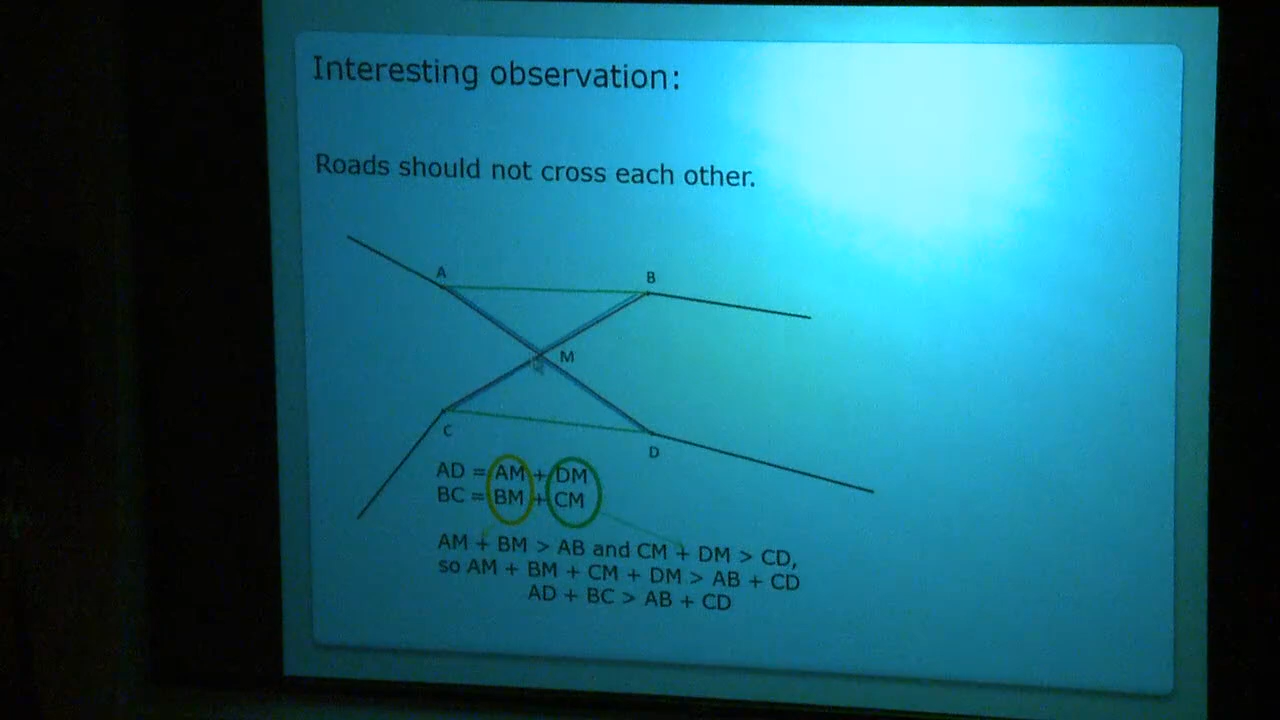 Interesting observation:
Roads should not cross each other.
A
B
M
C
D
AD = AM + DM
BC = BM + CM
AM + BM > AB and CM + DM > CD,
so AM + BM + CM + DM > AB + CD
AD + BC > AB + CD